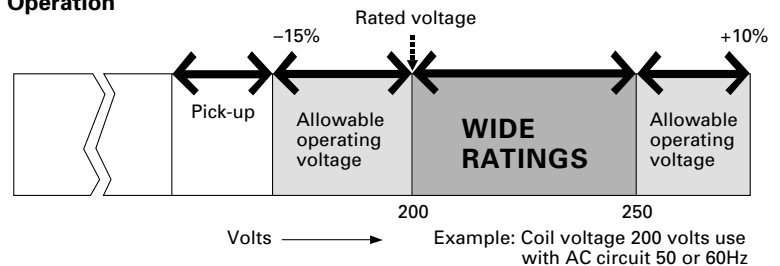 Operation
Rated voltage
–15%
+10%
Pick-up
Allowable
operating
voltage
WIDE
RATINGS
Allowable
operating
voltage
200
250
Volts
Example: Coil voltage 200 volts use
with AC circuit 50 or 60Hz